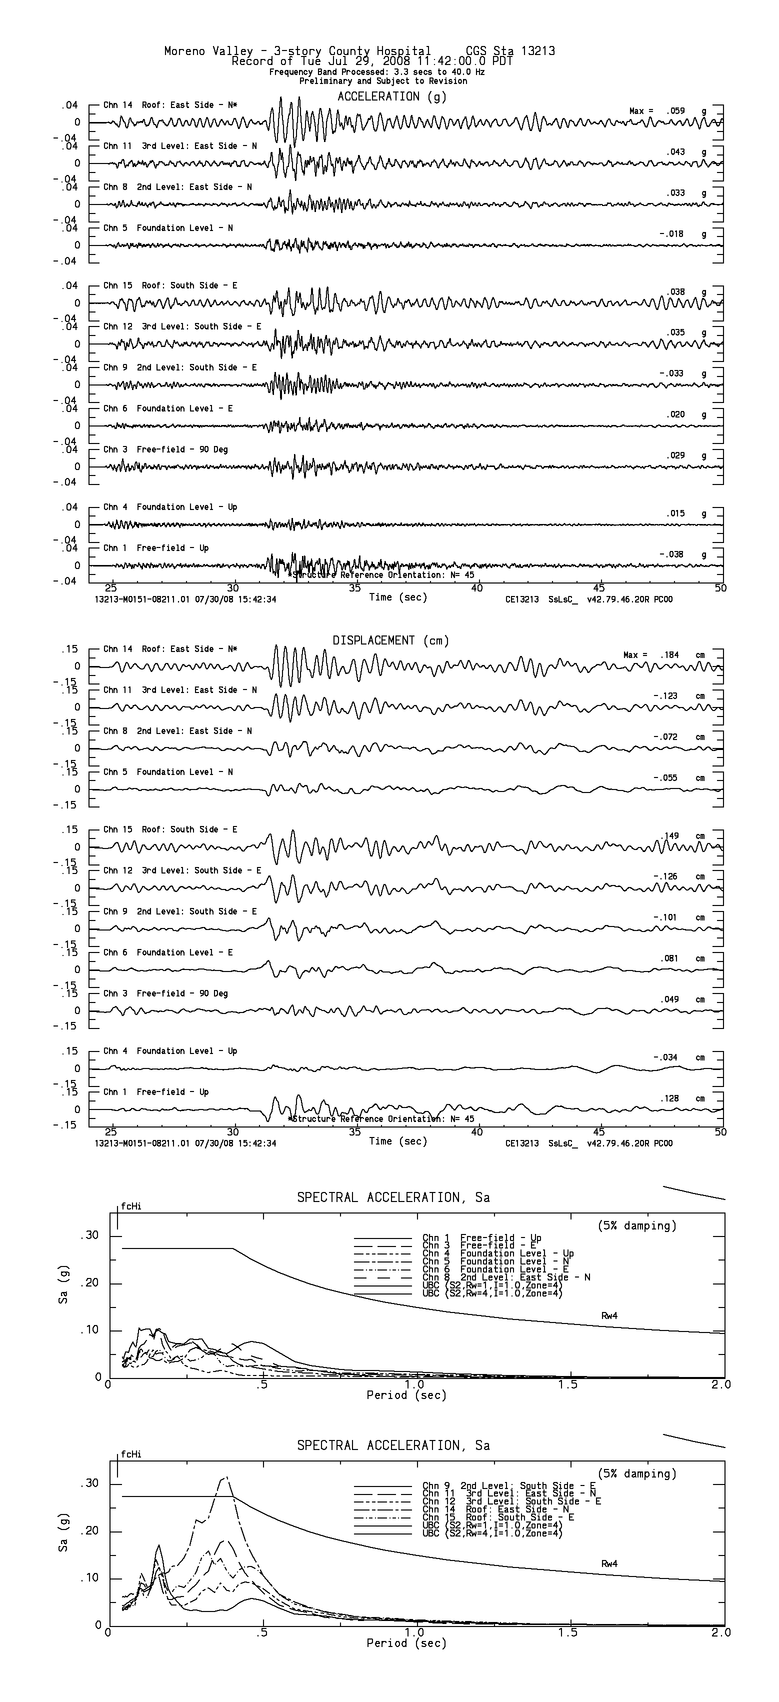 Moreno Valley - 3-story County Hospital CGS Sta 13213
Record of Tue Jul 29, 2008 11:42:00.0 PDT
Frequency Band Processed: 3.3 secs to 40.0 Hz
Preliminary and Subject to Revision
ACCELERATION (g)
.04 Chn 14 Roof: East Side - N* Max = .059 g
0
-.04
.04 Chn 11 3rd Level: East Side - N .043 g
0
-.04
.04 Chn 8 2nd Level: East Side - N .033 g
0
-.04
.04 Chn 5 Foundation Level - N -.018 g
0
-.04
.04 Chn 15 Roof: South Side - E .038 g
0
-.04
.04 Chn 12 3rd Level: South Side - E .035 g
0
-.04
.04 Chn 9 2nd Level: South Side - E -.033 g
0
-.04
.04 Chn 6 Foundation Level - E .020 g
0
-.04
.04 Chn 3 Free-field - 90 Deg .029 g
0
-.04
.04 Chn 4 Foundation Level - Up .015 g
0
-.04
.04 Chn 1 Free-field - Up -.038 g
0
-.04
*Structure Reference Orientation: N= 45
25 30 35 40 45 50
13213-M0151-08211.01 07/30/08 15:42:34 Time (sec) CE13213 SsLsC_ v42.79.46.20R PC00
DISPLACEMENT (cm)
.15 Chn 14 Roof: East Side - N* Max = .184 cm
0
-.15
.15 Chn 11 3rd Level: East Side - N -.123 cm
0
-.15
.15 Chn 8 2nd Level: East Side - N -.072 cm
0
-.15
.15 Chn 5 Foundation Level - N -.055 cm
0
-.15
.15 Chn 15 Roof: South Side - E .149 cm
0
-.15
.15 Chn 12 3rd Level: South Side - E -.126 cm
0
-.15
.15 Chn 9 2nd Level: South Side - E -.101 cm
0
-.15
.15 Chn 6 Foundation Level - E .081 cm
0
-.15
.15 Chn 3 Free-field - 90 Deg .049 cm
0
-.15
.15 Chn 4 Foundation Level - Up -.034 cm
0
-.15
.15 Chn 1 Free-field - Up .128 cm
0
-.15
*Structure Reference Orientation: N= 45
25 30 35 40 45 50
13213-M0151-08211.01 07/30/08 15:42:34 Time (sec) CE13213 SsLsC_ v42.79.46.20R PC00
SPECTRAL ACCELERATION, Sa
fcHi
(5% damping)
Chn 1 Free-field - Up
Chn 3 Free-field - E
Chn 4 Foundation Level - Up
Chn 5 Foundation Level - N
Chn 6 Foundation Level - E
Chn 8 2nd Level: East Side - N
UBC (S2,Rw=1,I=1.0,Zone=4)
UBC (S2,Rw=4,I=1.0,Zone=4)
Rw4
Sa (g)
.30
.20
.10
0
0 .5 1.0 1.5 2.0
Period (sec)
SPECTRAL ACCELERATION, Sa
fcHi
(5% damping)
Chn 9 2nd Level: South Side - E
Chn 11 3rd Level: East Side - N
Chn 12 3rd Level: South Side - E
Chn 14 Roof: East Side - N
Chn 15 Roof: South Side - E
UBC (S2,Rw=1,I=1.0,Zone=4)
UBC (S2,Rw=4,I=1.0,Zone=4)
Rw4
Sa (g)
.30
.20
.10
0
0 .5 1.0 1.5 2.0
Period (sec)